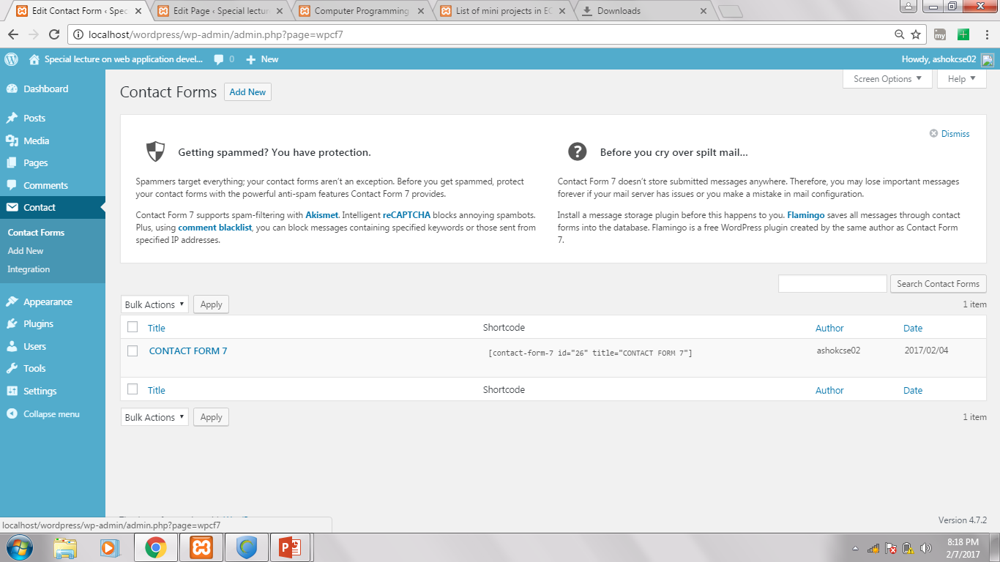 Edit Contact Form ‹ Spec
Edit Page ‹ Special lectur
Computer Programming
List of mini projects in EC
Downloads
localhost/wordpress/wp-admin/admin.php?page=wpcf7
my
Special lecture on web application devel...
0
New
Howdy, ashokcse02
Dashboard
Posts
Media
Pages
Comments
Contact
Contact Forms
Add New
Integration
Appearance
Plugins
Users
Tools
Settings
Collapse menu
Screen Options
Help
Contact Forms
Add New
Dismiss
Getting spammed? You have protection.
Spammers target everything; your contact forms aren’t an exception. Before you get spammed, protect
your contact forms with the powerful anti-spam features Contact Form 7 provides.
Contact Form 7 supports spam-filtering with Akismet. Intelligent reCAPTCHA blocks annoying spambots.
Plus, using comment blacklist, you can block messages containing specified keywords or those sent from
specified IP addresses.
Before you cry over spilt mail…
Contact Form 7 doesn’t store submitted messages anywhere. Therefore, you may lose important messages
forever if your mail server has issues or you make a mistake in mail configuration.
Install a message storage plugin before this happens to you. Flamingo saves all messages through contact
forms into the database. Flamingo is a free WordPress plugin created by the same author as Contact Form
7.
Search Contact Forms
Bulk Actions
Apply
1 item
Title Shortcode Author Date
CONTACT FORM 7 [contact-form-7 id="26" title="CONTACT FORM 7"] ashokcse02 2017/02/04
Title Shortcode Author Date
Bulk Actions
Apply
1 item
Version 4.7.2
localhost/wordpress/wp-admin/admin.php?page=wpcf7
8:18 PM
2/7/2017